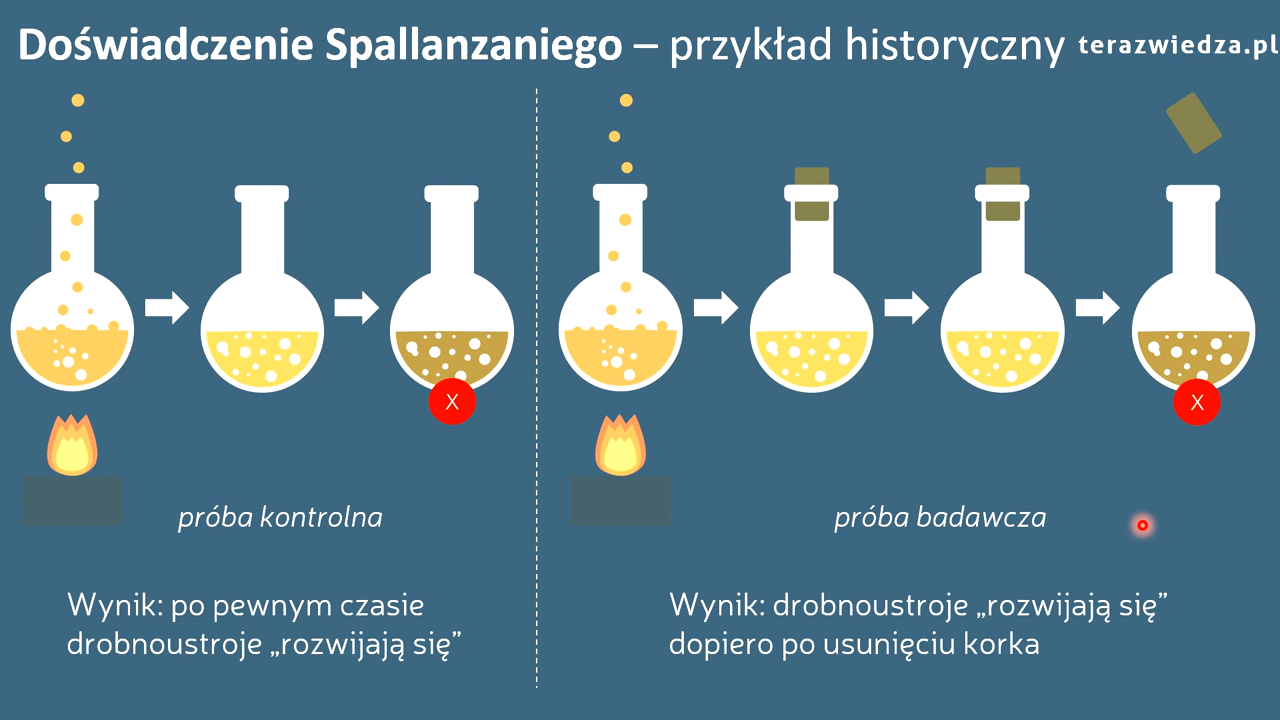 Doświadczenie Spallanzaniego – przykład historyczny
terazwiedza.pl
X
X
próba kontrolna
próba badawcza
Wynik: po pewnym czasie
drobnoustroje „rozwijają się”
Wynik: drobnoustroje „rozwijają się”
dopiero po usunięciu korka